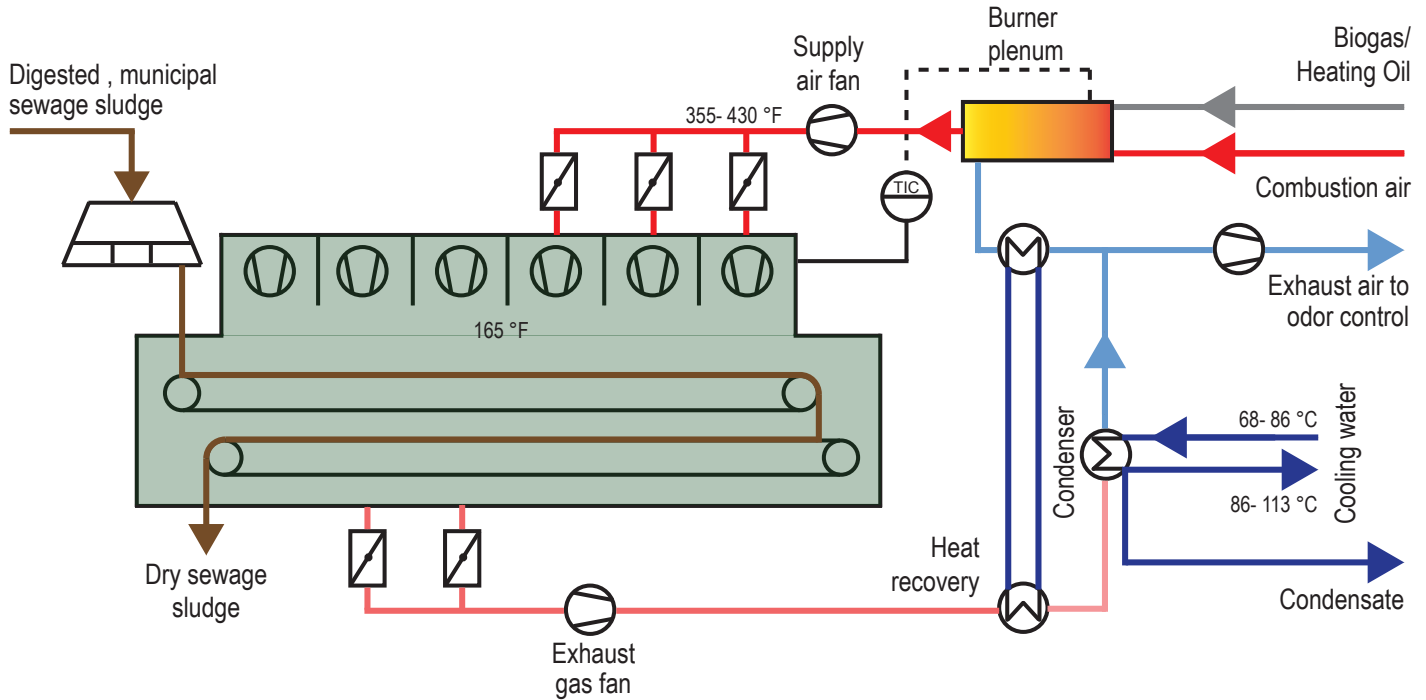 Digested , municipal
sewage sludge
Supply
air fan
Burner
plenum
Biogas/
Heating Oil
355- 430 °F
TIC
Combustion air
Exhaust air to
odor control
165 °F
Condenser
68- 86 °C
86- 113 °C
Cooling water
Heat
recovery
Condensate
Dry sewage
sludge
Exhaust
gas fan